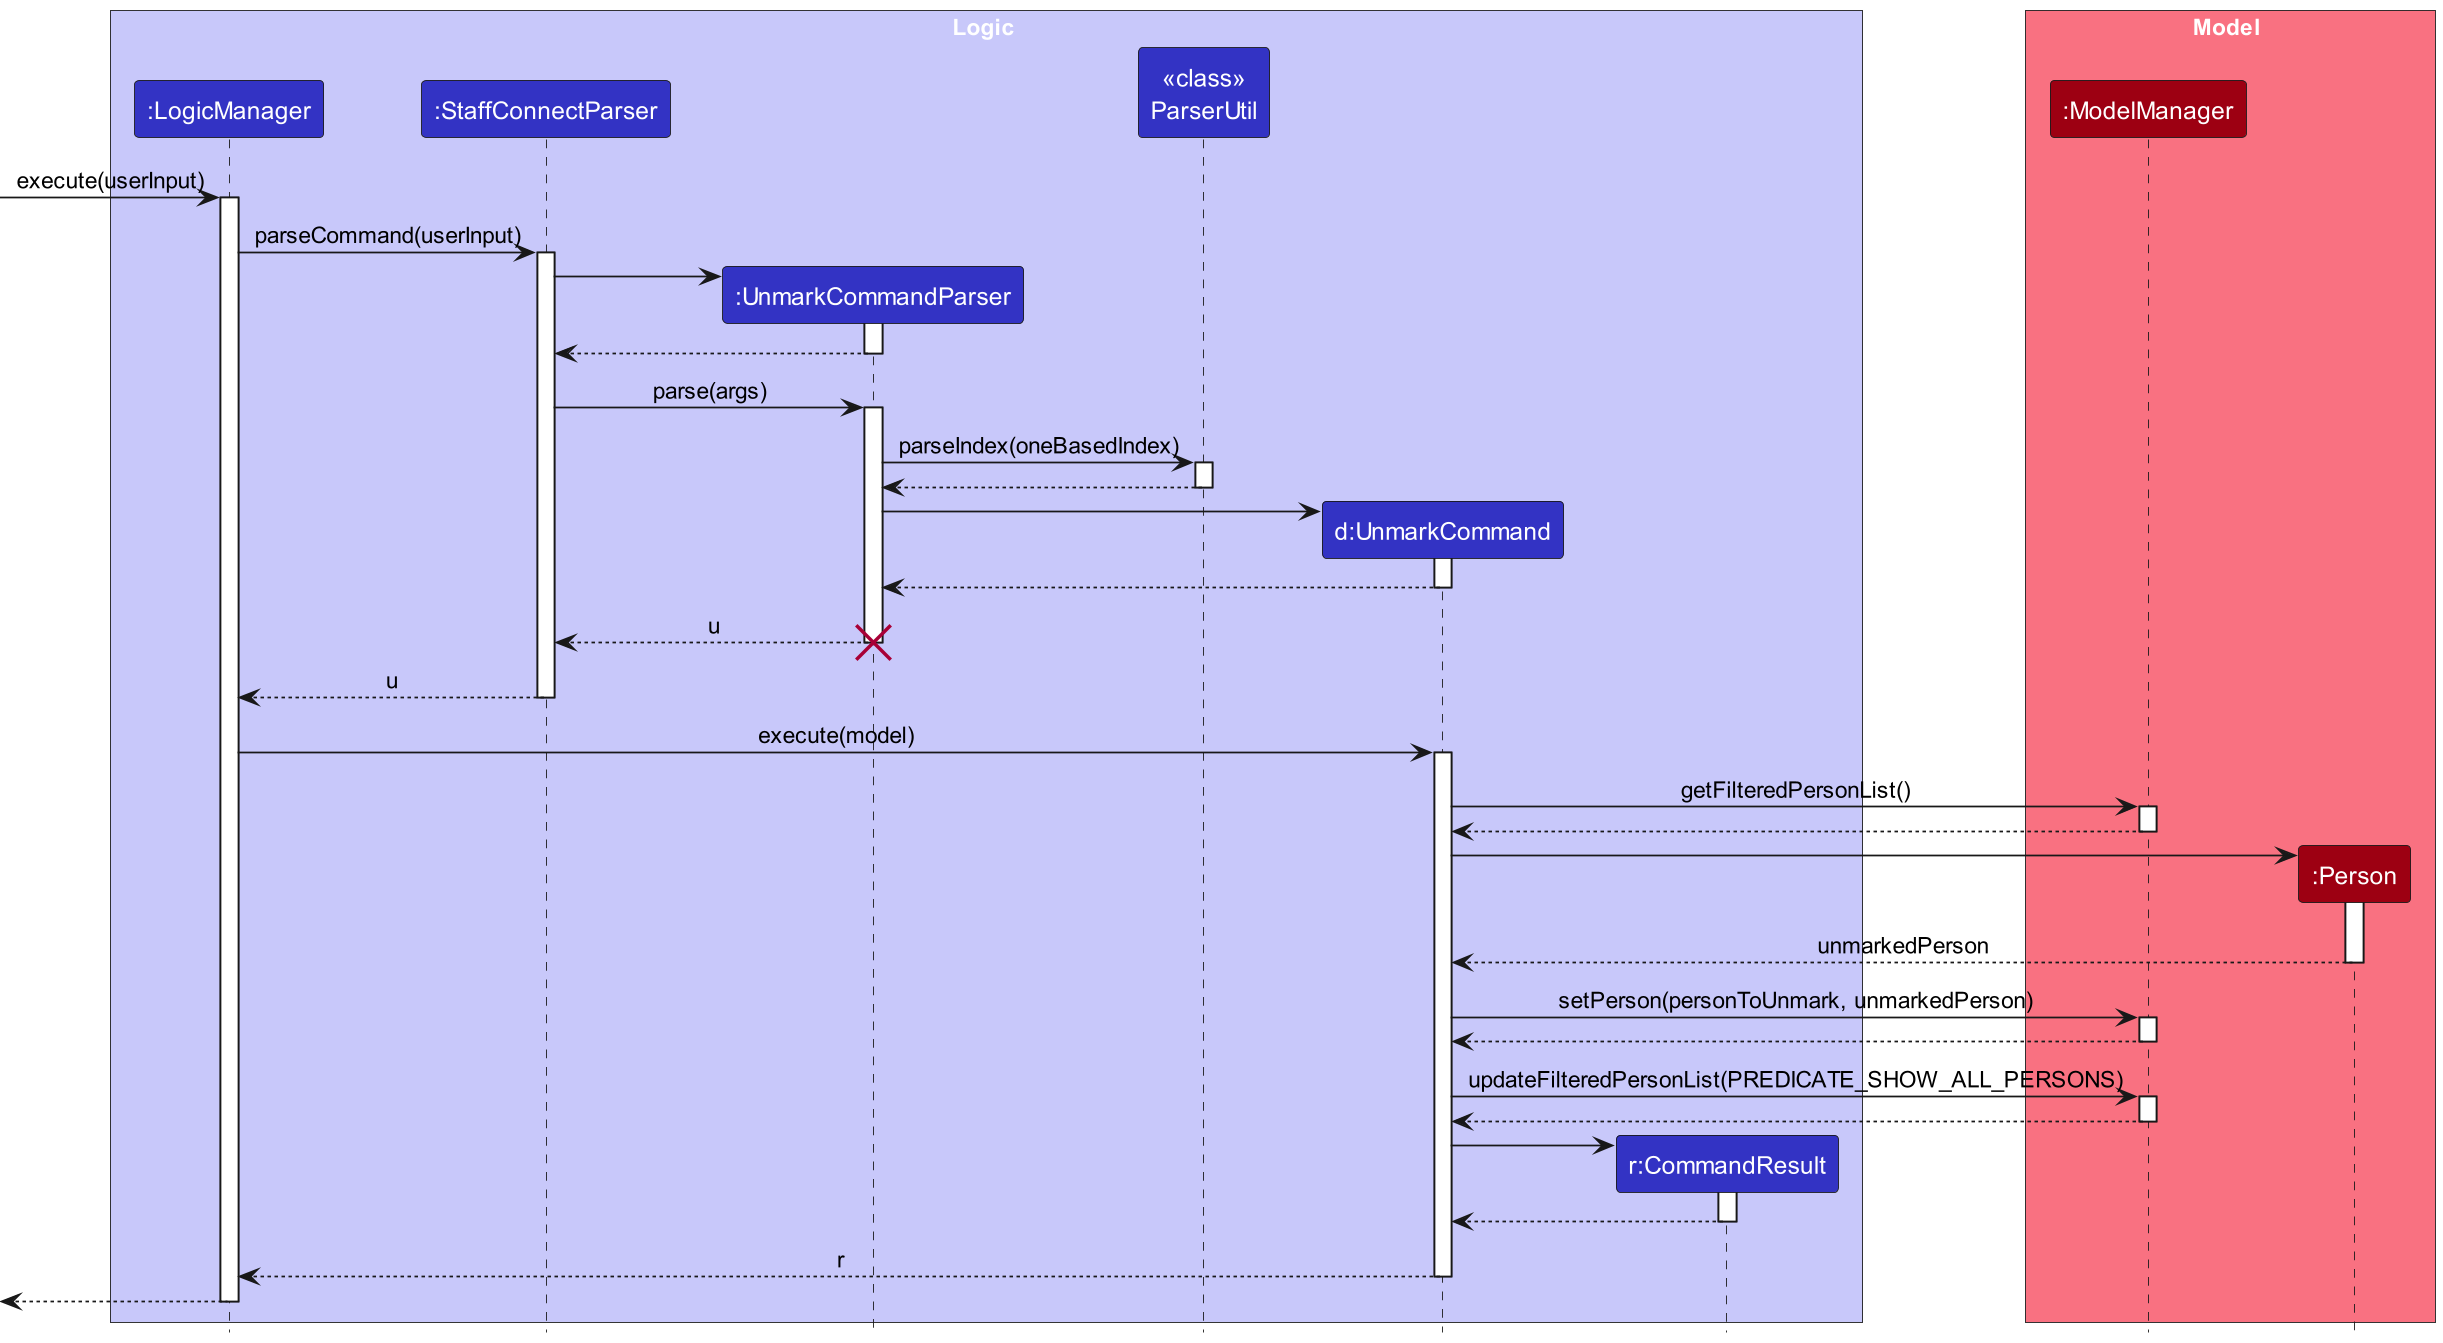 Logic
Model
«class»
ParserUtil
:LogicManager
:StaffConnectParser
:ModelManager
execute(userInput)
parseCommand(userInput)
:UnmarkCommandParser
parse(args)
parseIndex(oneBasedIndex)
d:UnmarkCommand
u
u
execute(model)
getFilteredPersonList()
:Person
unmarkedPerson
setPerson(personToUnmark, unmarkedPerson)
updateFilteredPersonList(PREDICATE_SHOW_ALL_PERSONS)
r:CommandResult
r